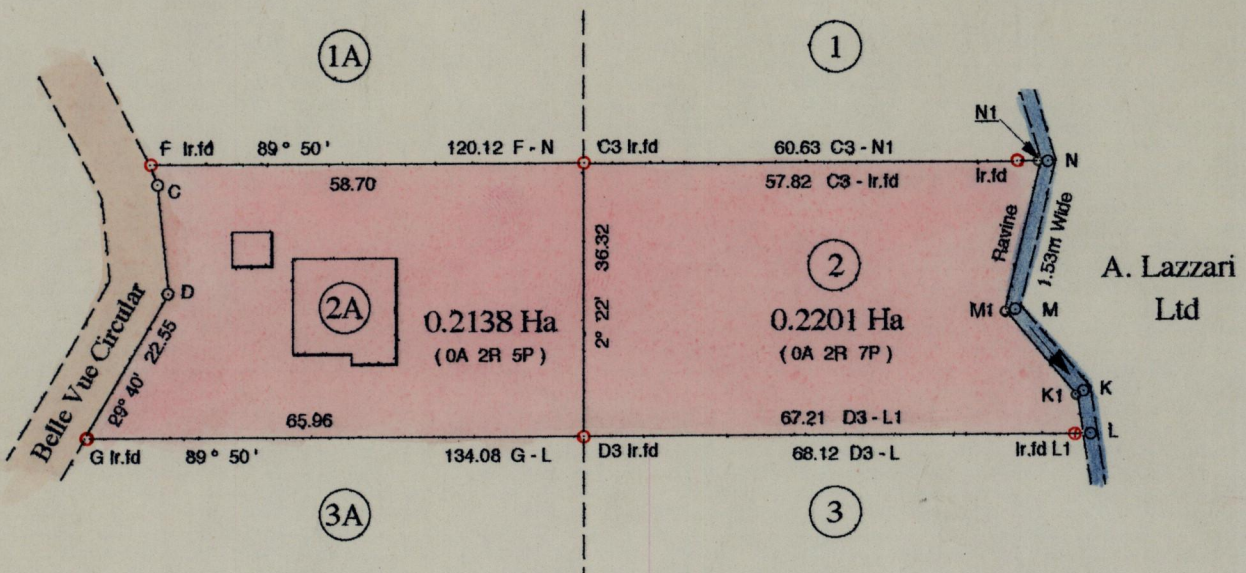 1A
1
N1
F Ir.fd 89° 50' 120.12 F - N C3 Ir.fd 60.63 C3 - N1 N
C 58.70 57.82 C3 - Ir.fd Ir.fd
36.32
2° 22'
Ravine
1.53m Wide
2
A. Lazzari
Ltd
D
2A
0.2138 Ha
( 0A 2R 5P )
0.2201 Ha
( 0A 2R 7P )
M1 M
29° 40' 22.55
Belle Vue Circular
K1 K
65.96 67.21 D3 - L1 L
G Ir.fd 89° 50' 134.08 G - L D3 Ir.fd 68.12 D3 - L Ir.fd L1
3A
3